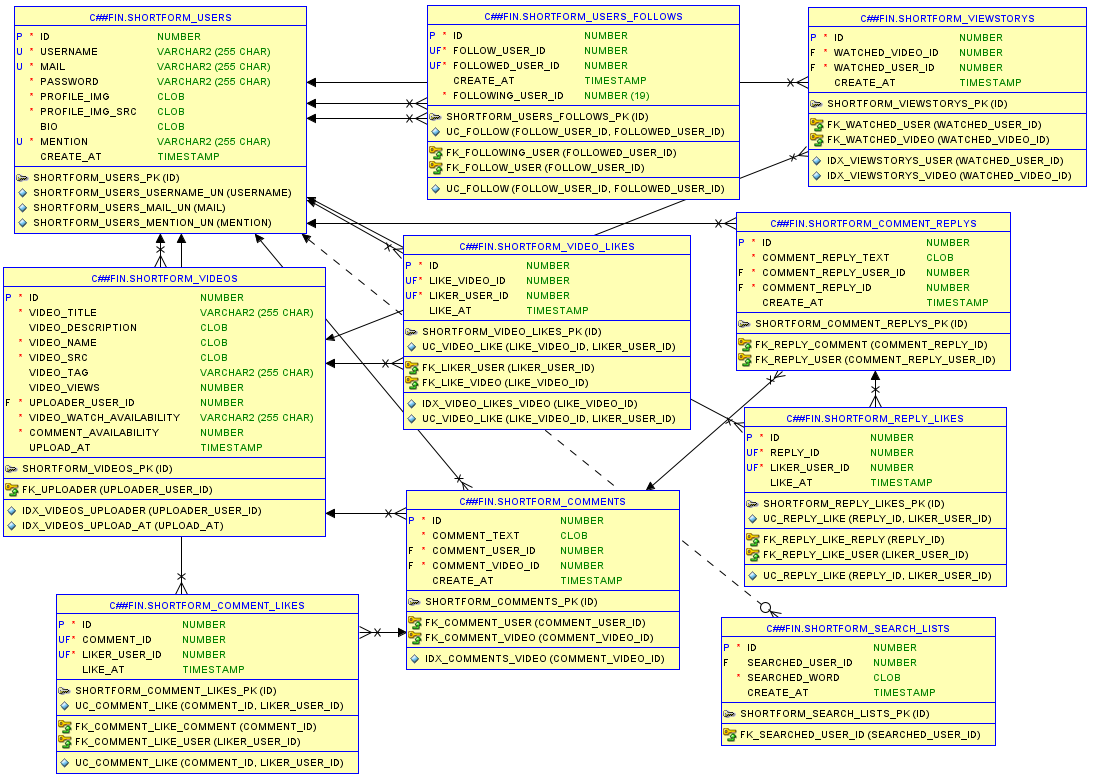 C##FIN.SHORTFORM_USERS
P * ID NUMBER
U * USERNAME VARCHAR2 (255 CHAR)
U * MAIL VARCHAR2 (255 CHAR)
* PASSWORD VARCHAR2 (255 CHAR)
* PROFILE_IMG CLOB
* PROFILE_IMG_SRC CLOB
BIO CLOB
U * MENTION VARCHAR2 (255 CHAR)
CREATE_AT TIMESTAMP
SHORTFORM_USERS_PK (ID)
SHORTFORM_USERS_USERNAME_UN (USERNAME)
SHORTFORM_USERS_MAIL_UN (MAIL)
SHORTFORM_USERS_MENTION_UN (MENTION)
C##FIN.SHORTFORM_USERS_FOLLOWS
P * ID NUMBER
UF* FOLLOW_USER_ID NUMBER
UF* FOLLOWED_USER_ID NUMBER
CREATE_AT TIMESTAMP
* FOLLOWING_USER_ID NUMBER (19)
SHORTFORM_USERS_FOLLOWS_PK (ID)
UC_FOLLOW (FOLLOW_USER_ID, FOLLOWED_USER_ID)
FK_FOLLOWING_USER (FOLLOWED_USER_ID)
FK_FOLLOW_USER (FOLLOW_USER_ID)
UC_FOLLOW (FOLLOW_USER_ID, FOLLOWED_USER_ID)
C##FIN.SHORTFORM_VIEWSTORYS
P * ID NUMBER
F * WATCHED_VIDEO_ID NUMBER
F * WATCHED_USER_ID NUMBER
CREATE_AT TIMESTAMP
SHORTFORM_VIEWSTORYS_PK (ID)
FK_WATCHED_USER (WATCHED_USER_ID)
FK_WATCHED_VIDEO (WATCHED_VIDEO_ID)
IDX_VIEWSTORYS_USER (WATCHED_USER_ID)
IDX_VIEWSTORYS_VIDEO (WATCHED_VIDEO_ID)
C##FIN.SHORTFORM_VIDEO_LIKES
P * ID NUMBER
UF* LIKE_VIDEO_ID NUMBER
UF* LIKER_USER_ID NUMBER
LIKE_AT TIMESTAMP
SHORTFORM_VIDEO_LIKES_PK (ID)
UC_VIDEO_LIKE (LIKE_VIDEO_ID, LIKER_USER_ID)
FK_LIKER_USER (LIKER_USER_ID)
FK_LIKE_VIDEO (LIKE_VIDEO_ID)
IDX_VIDEO_LIKES_VIDEO (LIKE_VIDEO_ID)
UC_VIDEO_LIKE (LIKE_VIDEO_ID, LIKER_USER_ID)
C##FIN.SHORTFORM_COMMENT_REPLYS
P * ID NUMBER
* COMMENT_REPLY_TEXT CLOB
F * COMMENT_REPLY_USER_ID NUMBER
F * COMMENT_REPLY_ID NUMBER
CREATE_AT TIMESTAMP
SHORTFORM_COMMENT_REPLYS_PK (ID)
FK_REPLY_COMMENT (COMMENT_REPLY_ID)
FK_REPLY_USER (COMMENT_REPLY_USER_ID)
C##FIN.SHORTFORM_VIDEOS
P * ID NUMBER
* VIDEO_TITLE VARCHAR2 (255 CHAR)
VIDEO_DESCRIPTION CLOB
* VIDEO_NAME CLOB
* VIDEO_SRC CLOB
VIDEO_TAG VARCHAR2 (255 CHAR)
VIDEO_VIEWS NUMBER
F * UPLOADER_USER_ID NUMBER
* VIDEO_WATCH_AVAILABILITY VARCHAR2 (255 CHAR)
* COMMENT_AVAILABILITY NUMBER
UPLOAD_AT TIMESTAMP
SHORTFORM_VIDEOS_PK (ID)
FK_UPLOADER (UPLOADER_USER_ID)
IDX_VIDEOS_UPLOADER (UPLOADER_USER_ID)
IDX_VIDEOS_UPLOAD_AT (UPLOAD_AT)
C##FIN.SHORTFORM_REPLY_LIKES
P * ID NUMBER
UF* REPLY_ID NUMBER
UF* LIKER_USER_ID NUMBER
LIKE_AT TIMESTAMP
SHORTFORM_REPLY_LIKES_PK (ID)
UC_REPLY_LIKE (REPLY_ID, LIKER_USER_ID)
FK_REPLY_LIKE_REPLY (REPLY_ID)
FK_REPLY_LIKE_USER (LIKER_USER_ID)
UC_REPLY_LIKE (REPLY_ID, LIKER_USER_ID)
C##FIN.SHORTFORM_COMMENTS
P * ID NUMBER
* COMMENT_TEXT CLOB
F * COMMENT_USER_ID NUMBER
F * COMMENT_VIDEO_ID NUMBER
CREATE_AT TIMESTAMP
SHORTFORM_COMMENTS_PK (ID)
FK_COMMENT_USER (COMMENT_USER_ID)
FK_COMMENT_VIDEO (COMMENT_VIDEO_ID)
IDX_COMMENTS_VIDEO (COMMENT_VIDEO_ID)
C##FIN.SHORTFORM_COMMENT_LIKES
P * ID NUMBER
UF* COMMENT_ID NUMBER
UF* LIKER_USER_ID NUMBER
LIKE_AT TIMESTAMP
SHORTFORM_COMMENT_LIKES_PK (ID)
UC_COMMENT_LIKE (COMMENT_ID, LIKER_USER_ID)
FK_COMMENT_LIKE_COMMENT (COMMENT_ID)
FK_COMMENT_LIKE_USER (LIKER_USER_ID)
UC_COMMENT_LIKE (COMMENT_ID, LIKER_USER_ID)
C##FIN.SHORTFORM_SEARCH_LISTS
P * ID NUMBER
F SEARCHED_USER_ID NUMBER
* SEARCHED_WORD CLOB
CREATE_AT TIMESTAMP
SHORTFORM_SEARCH_LISTS_PK (ID)
FK_SEARCHED_USER_ID (SEARCHED_USER_ID)